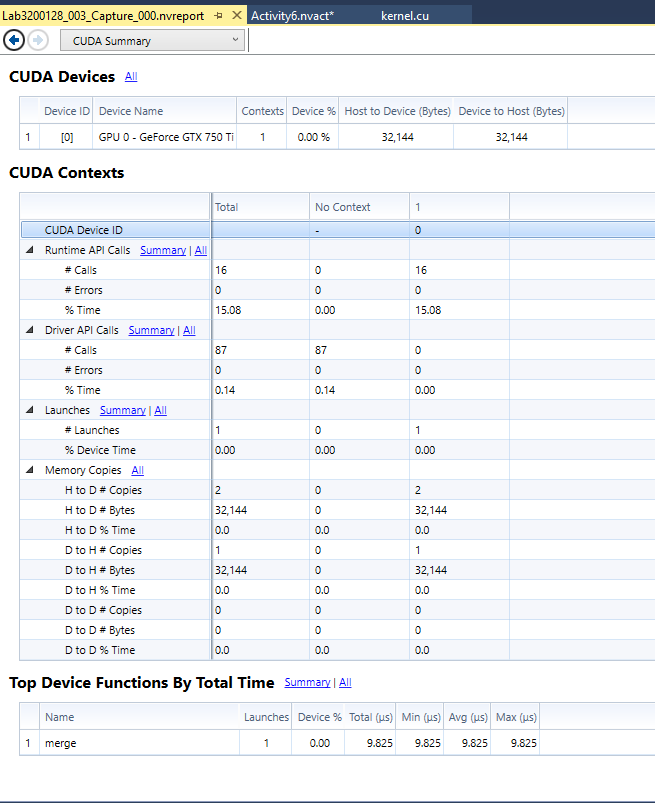 Lab3200128_003_Capture_000.nvreport Activity6.nvact* kernel.cu
CUDA Summary
CUDA Devices All
Device ID Device Name Contexts Device % Host to Device (Bytes) Device to Host (Bytes)
1 [0] GPU 0 - GeForce GTX 750 Ti 1 0.00 % 32,144 32,144
CUDA Contexts
Total No Context 1
CUDA Device ID - 0
Runtime API Calls Summary | All
# Calls 16 0 16
# Errors 0 0 0
% Time 15.08 0.00 15.08
Driver API Calls Summary | All
# Calls 87 87 0
# Errors 0 0 0
% Time 0.14 0.14 0.00
Launches Summary | All
# Launches 1 0 1
% Device Time 0.00 0.00 0.00
Memory Copies All
H to D # Copies 2 0 2
H to D # Bytes 32,144 0 32,144
H to D % Time 0.0 0.0 0.0
D to H # Copies 1 0 1
D to H # Bytes 32,144 0 32,144
D to H % Time 0.0 0.0 0.0
D to D # Copies 0 0 0
D to D # Bytes 0 0 0
D to D % Time 0.0 0.0 0.0
Top Device Functions By Total Time Summary | All
Name Launches Device % Total (µs) Min (µs) Avg (µs) Max (µs)
1 merge 1 0.00 9.825 9.825 9.825 9.825